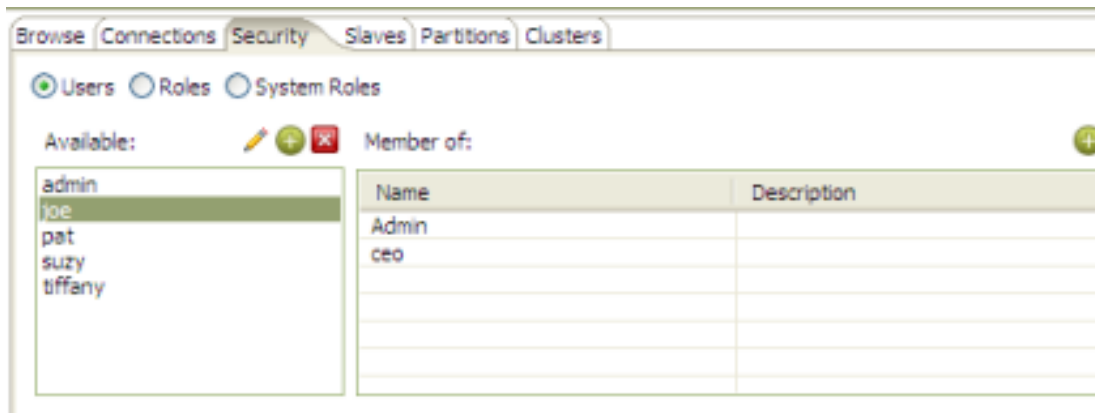 Browse Connections Security Slaves Partitions Clusters
Users Roles System Roles
Available: Member of:
Name Description
admin
joe
pat
suzy
tiffany
Admin
ceo